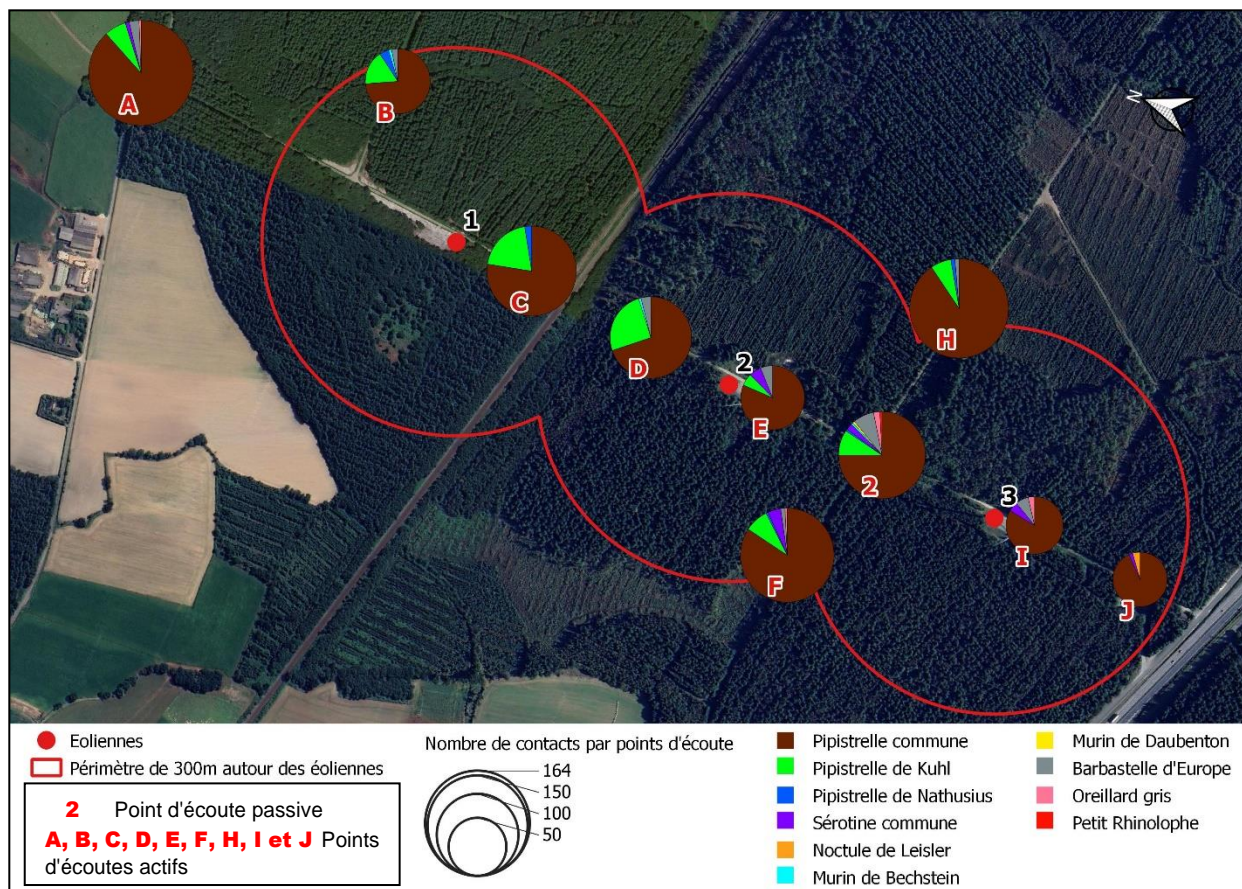 A
B
N
1
C
H
D
2
E
2
3
F
I
J
Eoliennes
Périmètre de 300m autour des éoliennes
2 Point d'écoute passive
A, B, C, D, E, F, H, I et J Points
d'écoutes actifs
Nombre de contacts par points d'écoute
164
150
100
50
Pipistrelle commune
Pipistrelle de Kuhl
Pipistrelle de Nathusius
Sérotine commune
Noctule de Leisler
Murin de Bechstein
Murin de Daubenton
Barbastelle d'Europe
Oreillard gris
Petit Rhinolophe